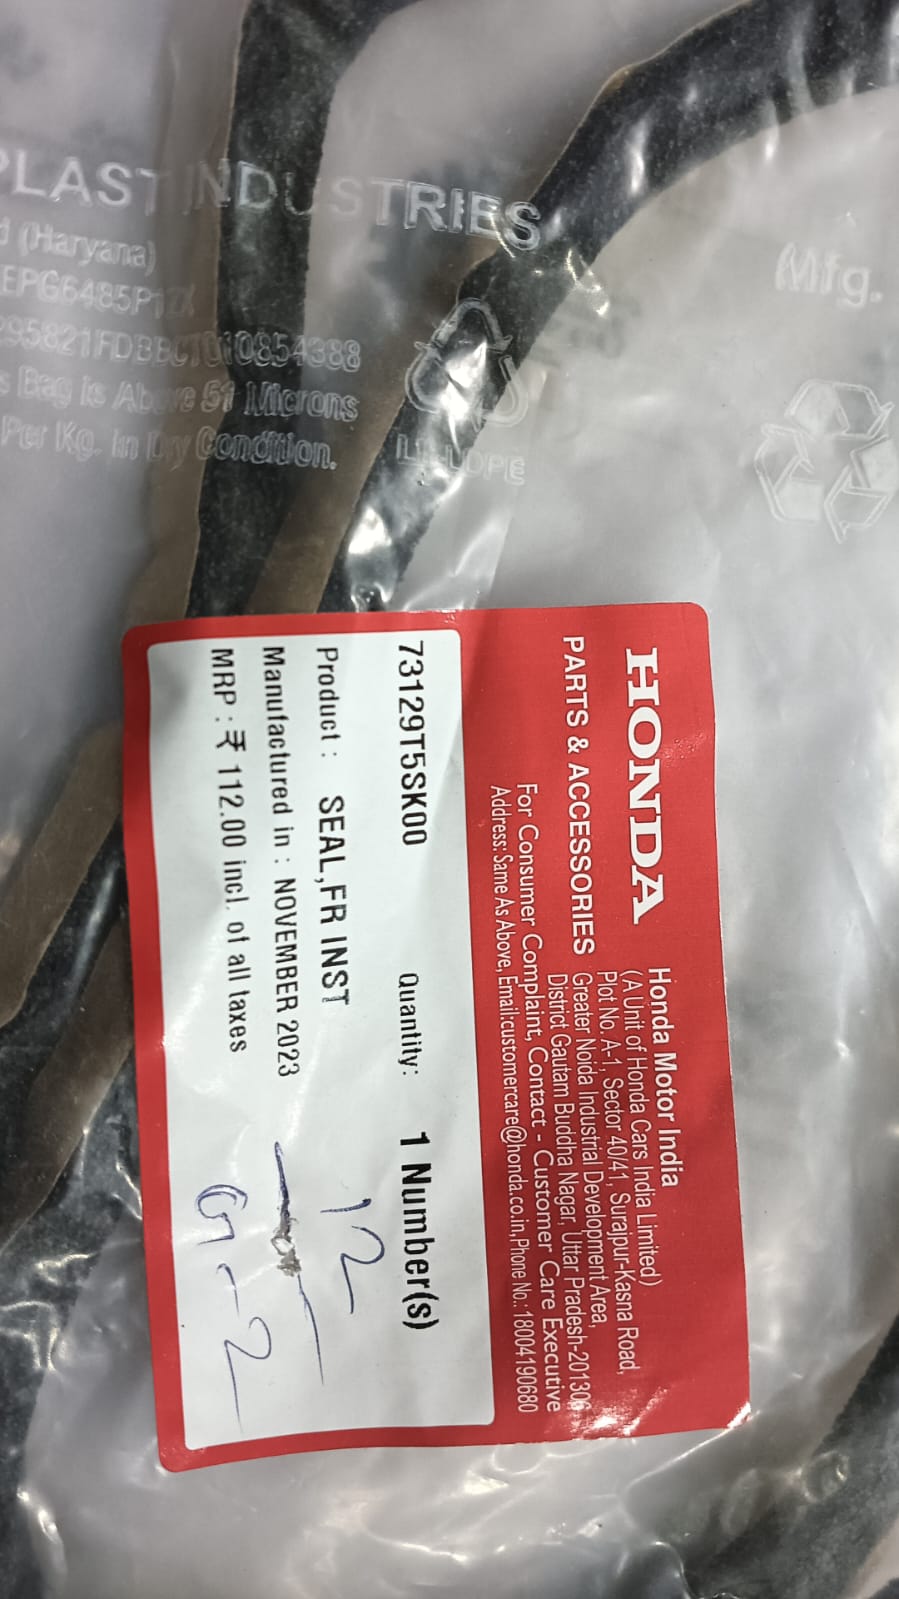 PLAST INDUSTRIES
(Haryana)
Bag is Above 51 Microns
Per Kg. In Dry Condition.
Mfg.
HONDA
PARTS & ACCESSORIES
Honda Motor India
(A Unit of Honda Cars India Limited)
Plot No. A-1, Sector 40/41, Surajpur-Kasna Road,
Greater Noida Industrial Development Area,
District Gautam Buddha Nagar, Uttar Pradesh-201306
For Consumer Complaint, Contact - Customer Care Executive
Address: Same As Above, Email:customercare@honda.co.in, Phone No.: 18004190680
73129T5SK00 Quantity: 1 Number(s)
Product : SEAL,FR INST
Manufactured in : NOVEMBER 2023
MRP : ₹ 112.00 incl. of all taxes
12